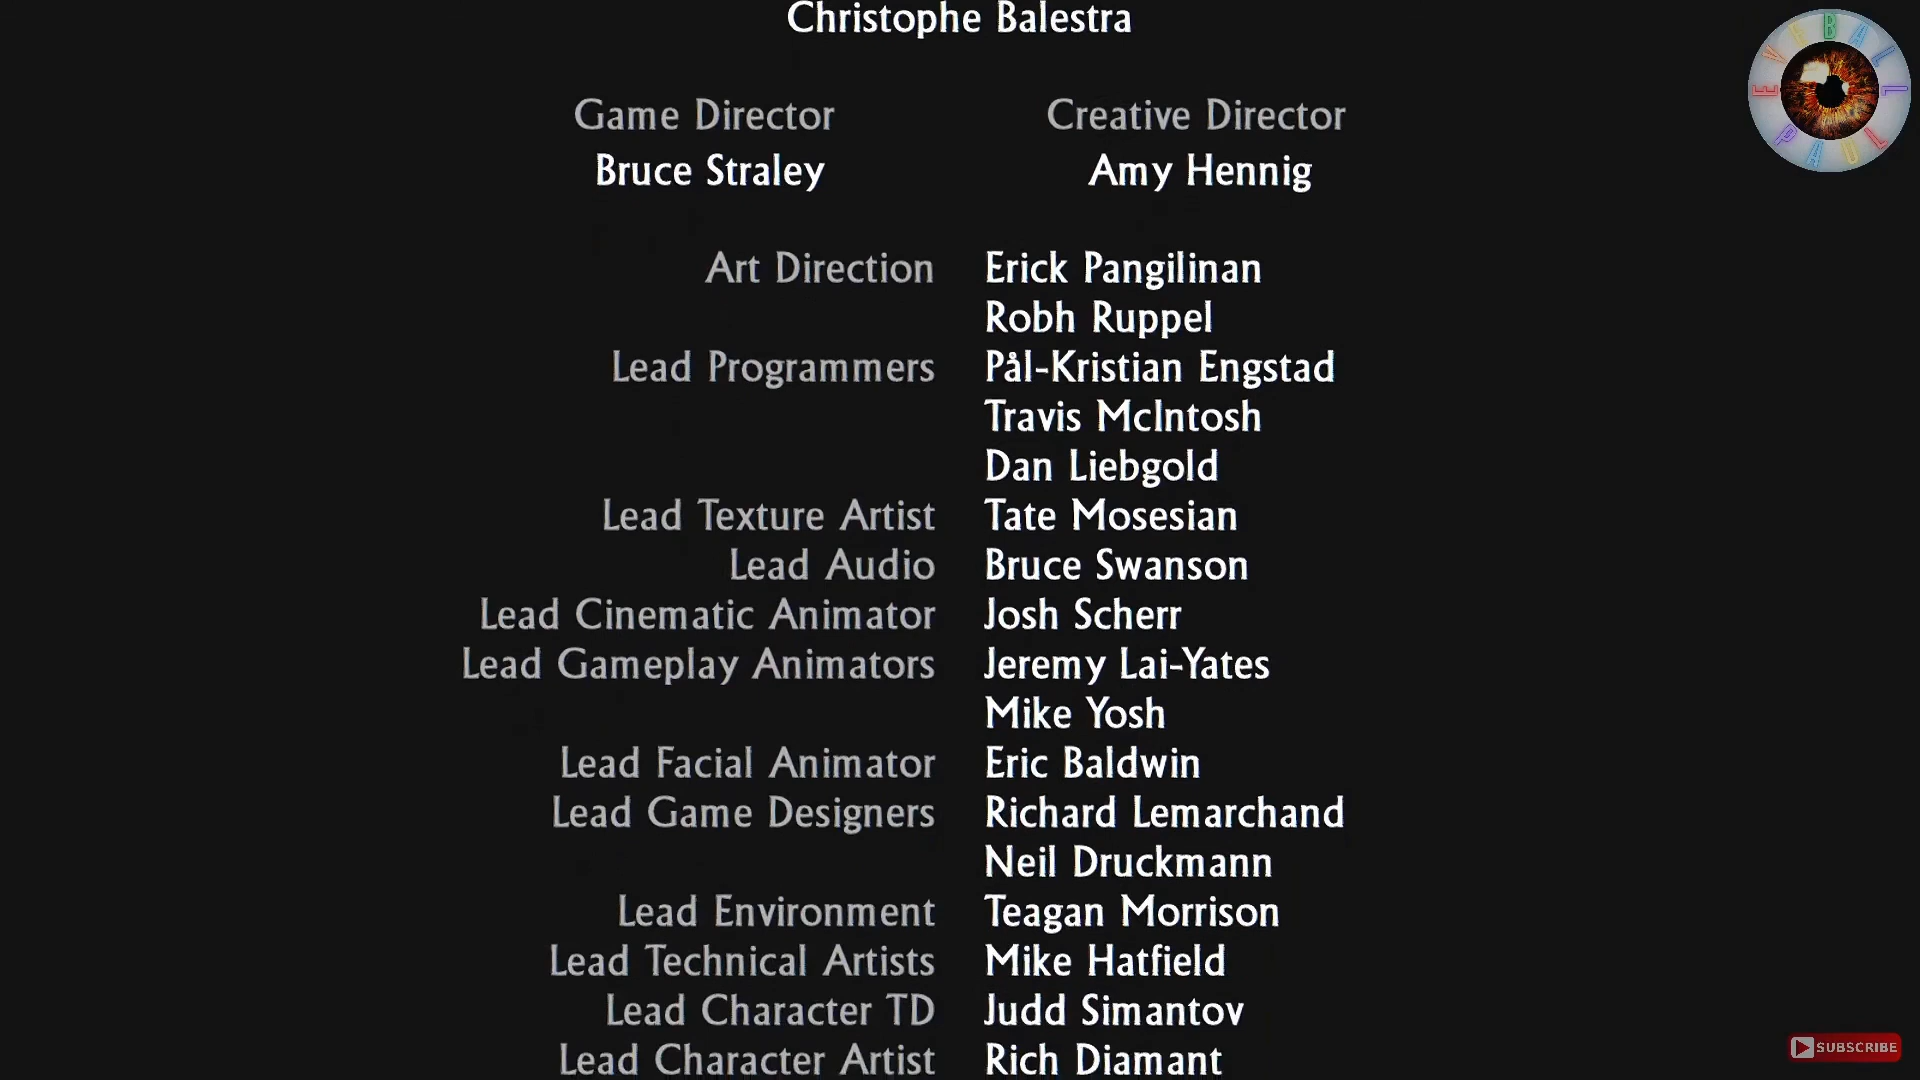 Christophe Balestra
Game Director Creative Director
Bruce Straley Amy Hennig
Art Direction Erick Pangilinan
Robh Ruppel
Lead Programmers Pål-Kristian Engstad
Travis McIntosh
Dan Liebgold
Lead Texture Artist Tate Mosesian
Lead Audio Bruce Swanson
Lead Cinematic Animator Josh Scherr
Lead Gameplay Animators Jeremy Lai-Yates
Mike Yosh
Lead Facial Animator Eric Baldwin
Lead Game Designers Richard Lemarchand
Neil Druckmann
Lead Environment Teagan Morrison
Lead Technical Artists Mike Hatfield
Lead Character TD Judd Simantov
Lead Character Artist Rich Diamant
EYEBALL
PAUL
SUBSCRIBE